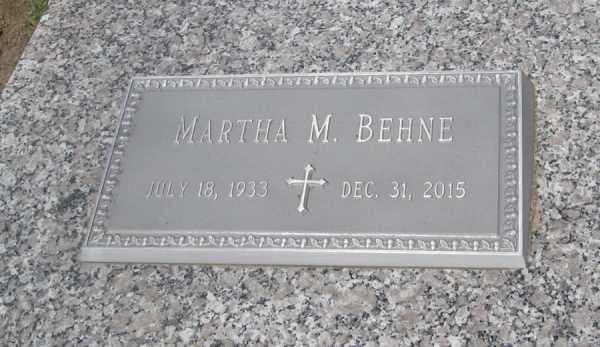 MARTHA M. BEHNE
JULY 18, 1933 DEC. 31, 2015